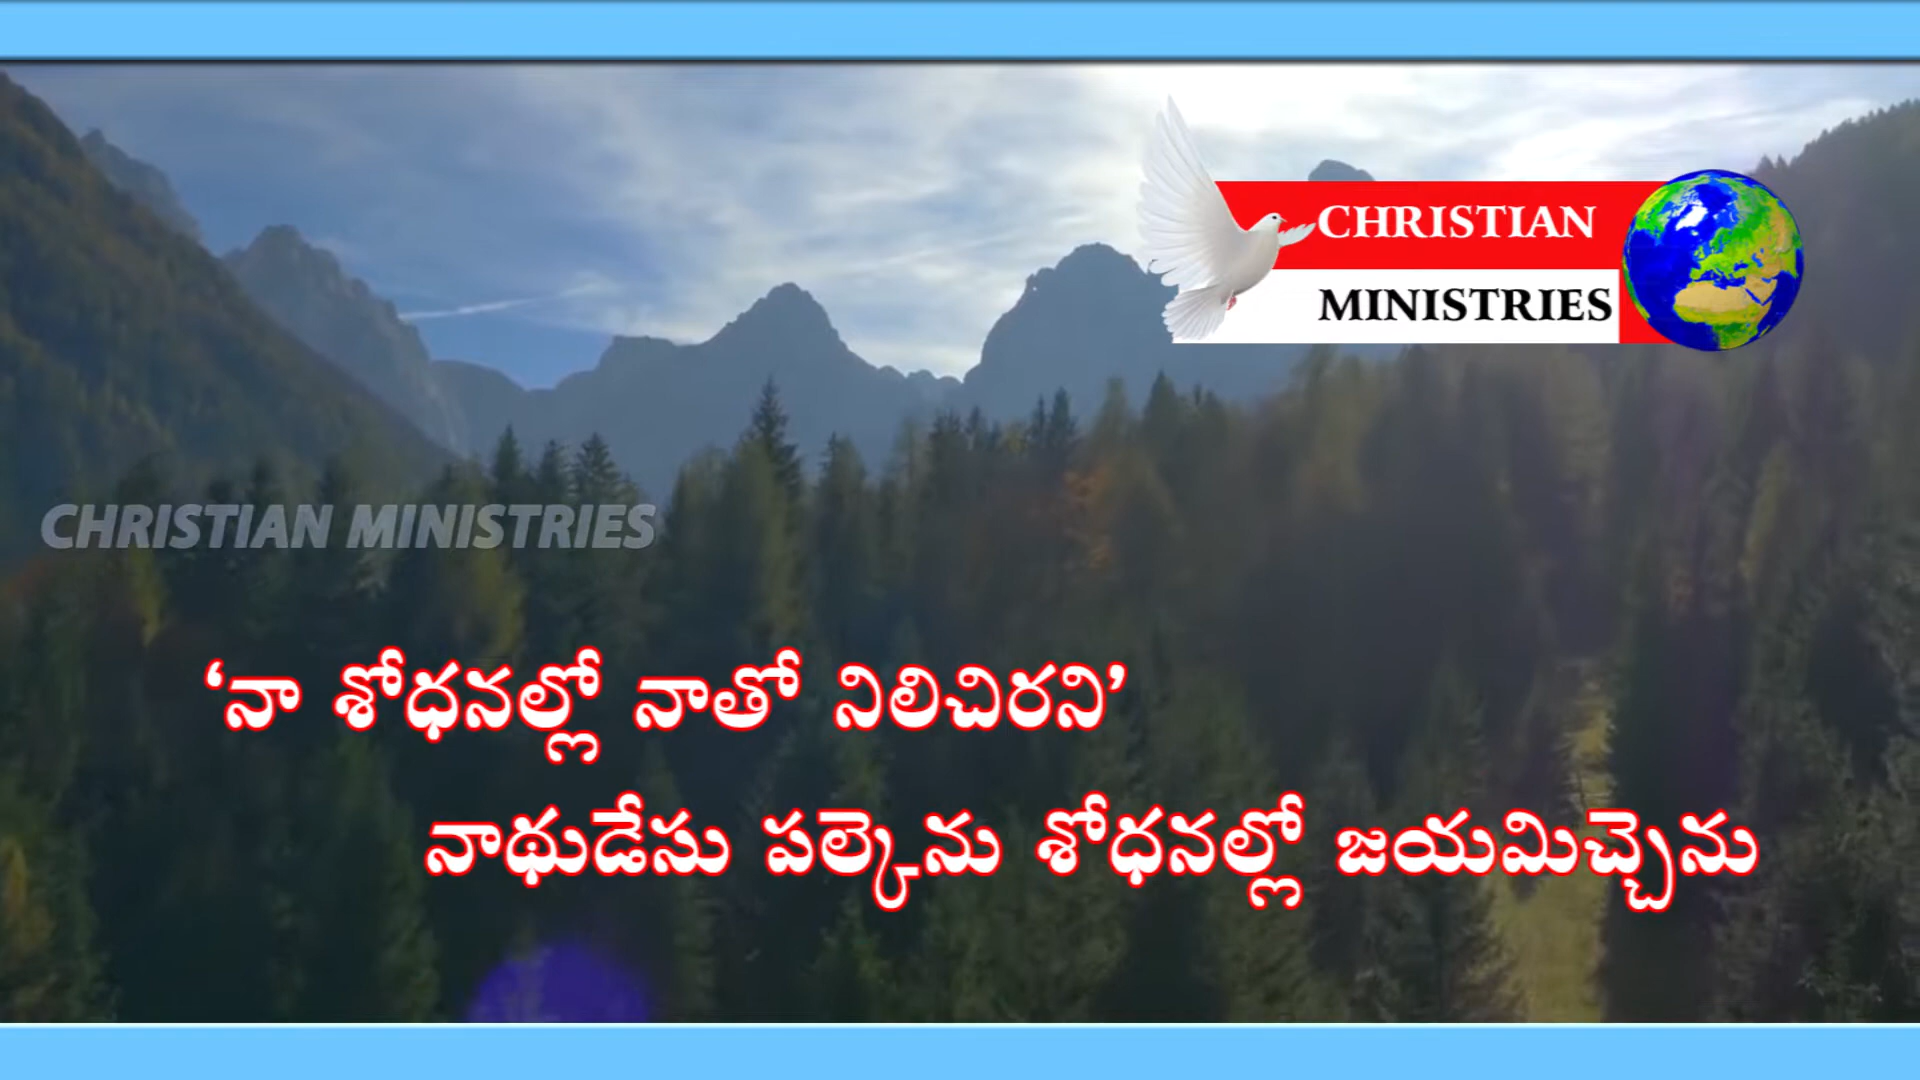 CHRISTIAN
MINISTRIES
CHRISTIAN MINISTRIES
‘నా శోధనల్లో నాతో నిలిచిరని’
నాథుడేసు పల్కెను శోధనల్లో జయమిచ్చెను